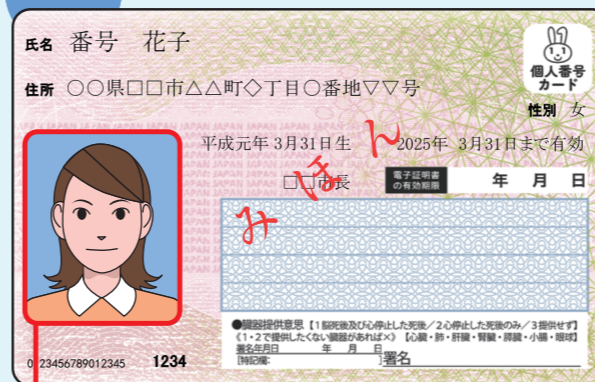 氏名 番号 花子
個人番号
カード
住所 ○○県□□市△△町◇丁目○番地▽▽号
性別 女
平成元年 3月31日生 2025年 3月31日まで有効
□□市長 電子証明書
の有効期限 年 月 日
みほん
●臓器提供意思【1脳死後及び心停止した死後/2心停止した死後のみ/3提供せず】
《1・2で提供したくない臓器があれば×》【心臓・肺・肝臓・腎臓・膵臓・小腸・眼球】
署名年月日 年 月 日
[特記欄: ]署名
0123456789012345 1234